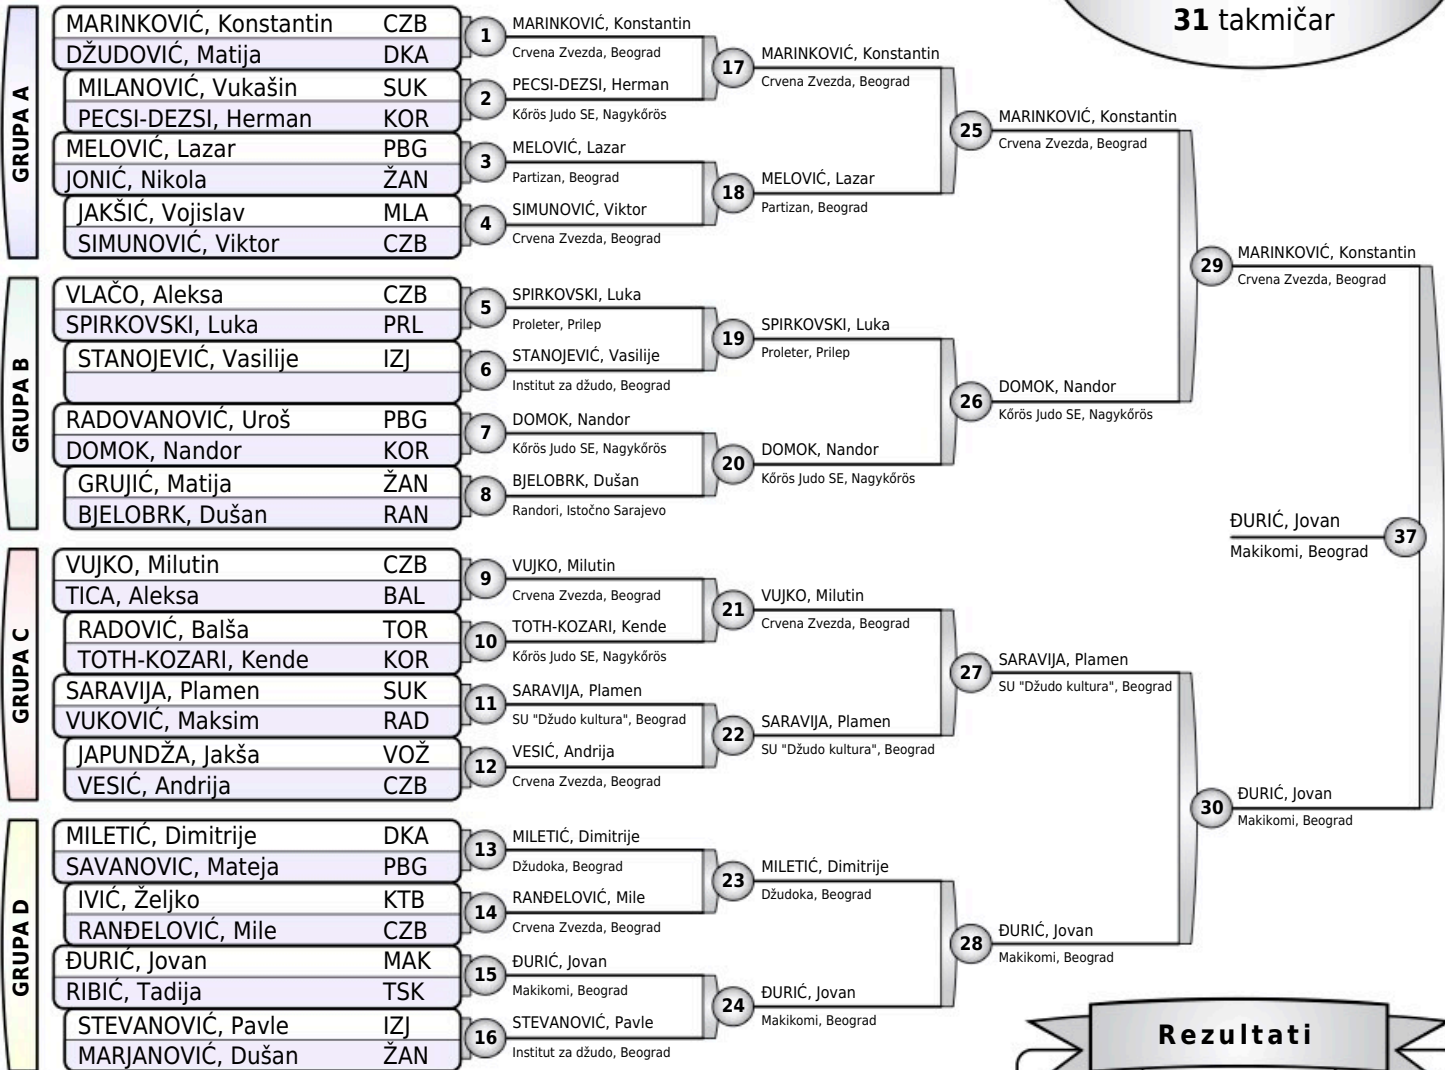 31 takmičar
GRUPA A
MARINKOVIĆ, Konstantin CZB
DŽUDOVIĆ, Matija DKA
MILANOVIĆ, Vukašin SUK
PECSI-DEZSI, Herman KOR
MELOVIĆ, Lazar PBG
JONIĆ, Nikola ŽAN
JAKŠIĆ, Vojislav MLA
SIMUNOVIĆ, Viktor CZB
GRUPA B
VLAČO, Aleksa CZB
SPIRKOVSKI, Luka PRL
STANOJEVIĆ, Vasilije IZJ
RADOVANOVIĆ, Uroš PBG
DOMOK, Nandor KOR
GRUJIĆ, Matija ŽAN
BJELOBRK, Dušan RAN
GRUPA C
VUJKO, Milutin CZB
TICA, Aleksa BAL
RADOVIĆ, Balša TOR
TOTH-KOZARI, Kende KOR
SARAVIJA, Plamen SUK
VUKOVIĆ, Maksim RAD
JAPUNDŽA, Jakša VOŽ
VESIĆ, Andrija CZB
GRUPA D
MILETIĆ, Dimitrije DKA
SAVANOVIC, Mateja PBG
IVIĆ, Željko KTB
RANĐELOVIĆ, Mile CZB
ĐURIĆ, Jovan MAK
RIBIĆ, Tadija TSK
STEVANOVIĆ, Pavle IZJ
MARJANOVIĆ, Dušan ŽAN
1 MARINKOVIĆ, Konstantin
Crvena Zvezda, Beograd
2 PECSI-DEZSI, Herman
Kőrös Judo SE, Nagykőrös
3 MELOVIĆ, Lazar
Partizan, Beograd
4 SIMUNOVIĆ, Viktor
Crvena Zvezda, Beograd
5 SPIRKOVSKI, Luka
Proleter, Prilep
6 STANOJEVIĆ, Vasilije
Institut za džudo, Beograd
7 DOMOK, Nandor
Kőrös Judo SE, Nagykőrös
8 BJELOBRK, Dušan
Randori, Istočno Sarajevo
9 VUJKO, Milutin
Crvena Zvezda, Beograd
10 TOTH-KOZARI, Kende
Kőrös Judo SE, Nagykőrös
11 SARAVIJA, Plamen
SU "Džudo kultura", Beograd
12 VESIĆ, Andrija
Crvena Zvezda, Beograd
13 MILETIĆ, Dimitrije
Džudoka, Beograd
14 RANĐELOVIĆ, Mile
Crvena Zvezda, Beograd
15 ĐURIĆ, Jovan
Makikomi, Beograd
16 STEVANOVIĆ, Pavle
Institut za džudo, Beograd
17 MARINKOVIĆ, Konstantin
Crvena Zvezda, Beograd
18 MELOVIĆ, Lazar
Partizan, Beograd
19 SPIRKOVSKI, Luka
Proleter, Prilep
20 DOMOK, Nandor
Kőrös Judo SE, Nagykőrös
21 VUJKO, Milutin
Crvena Zvezda, Beograd
22 SARAVIJA, Plamen
SU "Džudo kultura", Beograd
23 MILETIĆ, Dimitrije
Džudoka, Beograd
24 ĐURIĆ, Jovan
Makikomi, Beograd
25 MARINKOVIĆ, Konstantin
Crvena Zvezda, Beograd
26 DOMOK, Nandor
Kőrös Judo SE, Nagykőrös
27 SARAVIJA, Plamen
SU "Džudo kultura", Beograd
28 ĐURIĆ, Jovan
Makikomi, Beograd
29 MARINKOVIĆ, Konstantin
Crvena Zvezda, Beograd
30 ĐURIĆ, Jovan
Makikomi, Beograd
ĐURIĆ, Jovan 37
Makikomi, Beograd
Rezultati